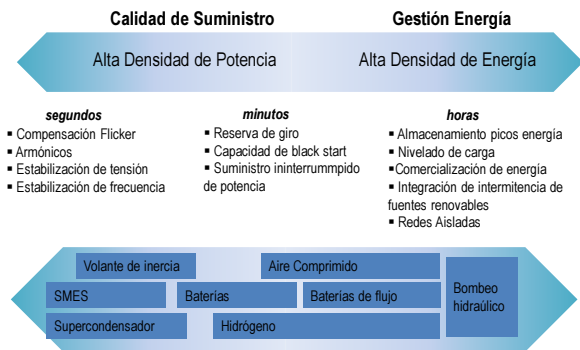 Calidad de Suministro
Gestión Energía
Alta Densidad de Potencia
Alta Densidad de Energía
segundos
▪ Compensación Flicker
▪ Armónicos
▪ Estabilización de tensión
▪ Estabilización de frecuencia
minutos
▪ Reserva de giro
▪ Capacidad de black start
▪ Suministro ininterrummpido
de potencia
horas
▪ Almacenamiento picos energía
▪ Nivelado de carga
▪Comercialización de energía
▪ Integración de intermitencia de
fuentes renovables
▪ Redes Aisladas
Volante de inercia
Aire Comprimido
SMES
Baterías
Baterías de flujo
Supercondensador
Hidrógeno
Bombeo
hidraúlico